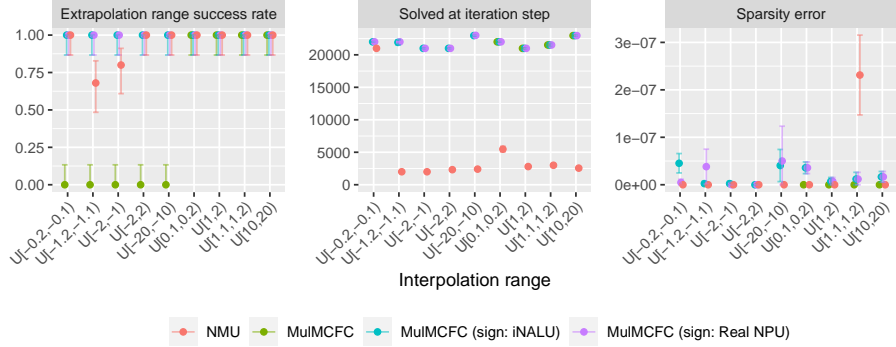 Extrapolation range success rate
Solved at iteration step
Sparsity error
1.00
0.75
0.50
0.25
0.00
20000
15000
10000
5000
0
3e−07
2e−07
1e−07
0e+00
U[−0.2,−0.1)
U[−1.2,−1.1)
U[−2,−1)
U[−2,2)
U[−20,−10)
U[0.1,0.2)
U[1,2)
U[1.1,1.2)
U[10,20)
U[−0.2,−0.1)
U[−1.2,−1.1)
U[−2,−1)
U[−2,2)
U[−20,−10)
U[0.1,0.2)
U[1,2)
U[1.1,1.2)
U[10,20)
U[−0.2,−0.1)
U[−1.2,−1.1)
U[−2,−1)
U[−2,2)
U[−20,−10)
U[0.1,0.2)
U[1,2)
U[1.1,1.2)
U[10,20)
Interpolation range
NMU
MulMCFC
MulMCFC (sign: iNALU)
MulMCFC (sign: Real NPU)